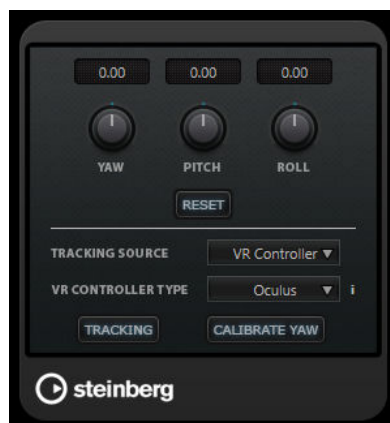 0.00 0.00 0.00
YAW PITCH ROLL
RESET
TRACKING SOURCE VR Controller
VR CONTROLLER TYPE Oculus i
TRACKING CALIBRATE YAW
steinberg